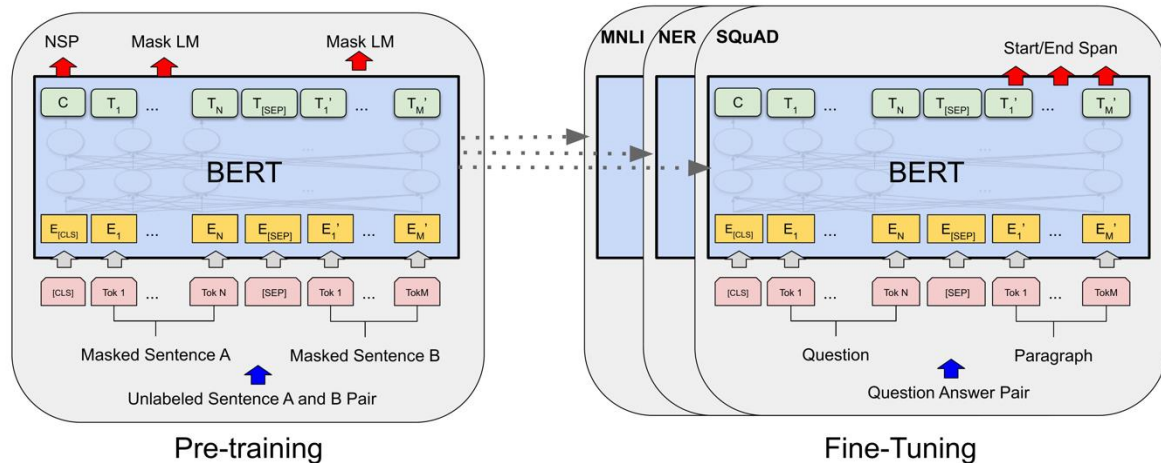 NSP Mask LM Mask LM
C T1 ... TN T[SEP] T1' ... TM'
...
BERT
...
E[CLS] E1 ... EN E[SEP] E1' ... EM'
[CLS] Tok 1 ... Tok N [SEP] Tok 1 ... TokM
Masked Sentence A Masked Sentence B
Unlabeled Sentence A and B Pair
Pre-training
MNLI NER SQuAD
Start/End Span
C T1 ... TN T[SEP] T1' ... TM'
...
BERT
...
E[CLS] E1 ... EN E[SEP] E1' ... EM'
[CLS] Tok 1 ... Tok N [SEP] Tok 1 ... TokM
Question Paragraph
Question Answer Pair
Fine-Tuning